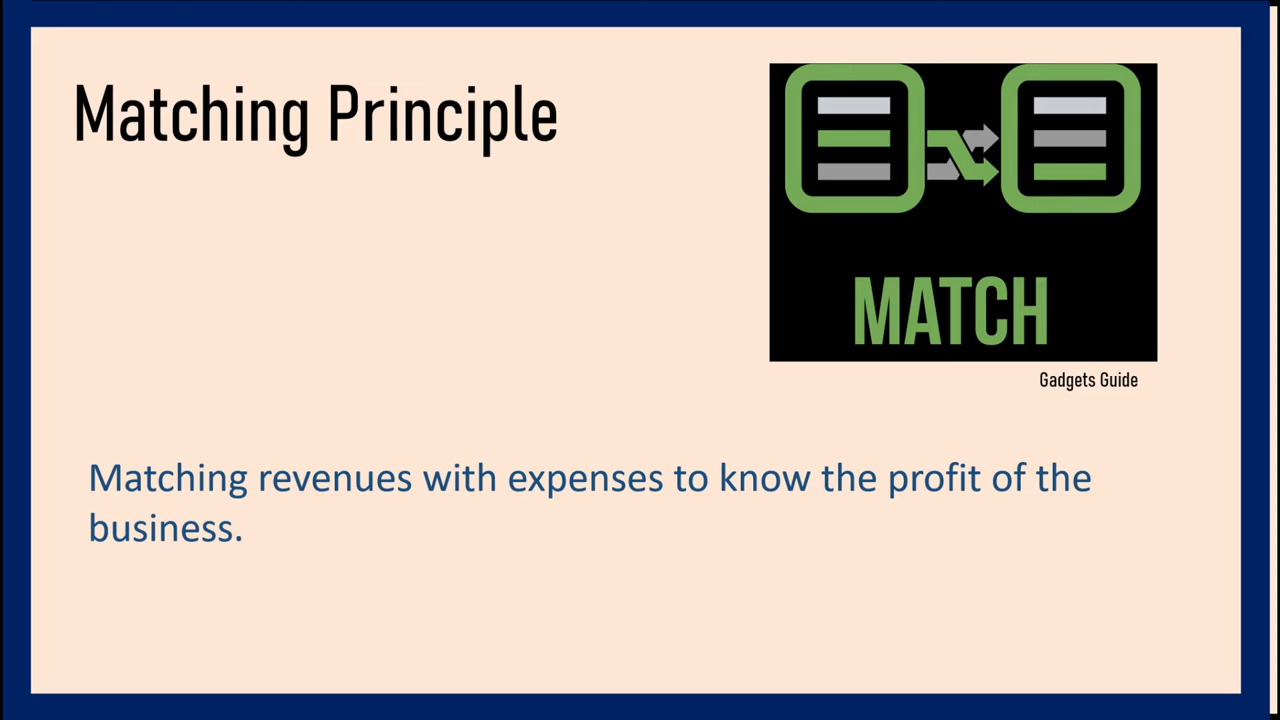 Matching Principle
MATCH
Gadgets Guide
Matching revenues with expenses to know the profit of the
business.